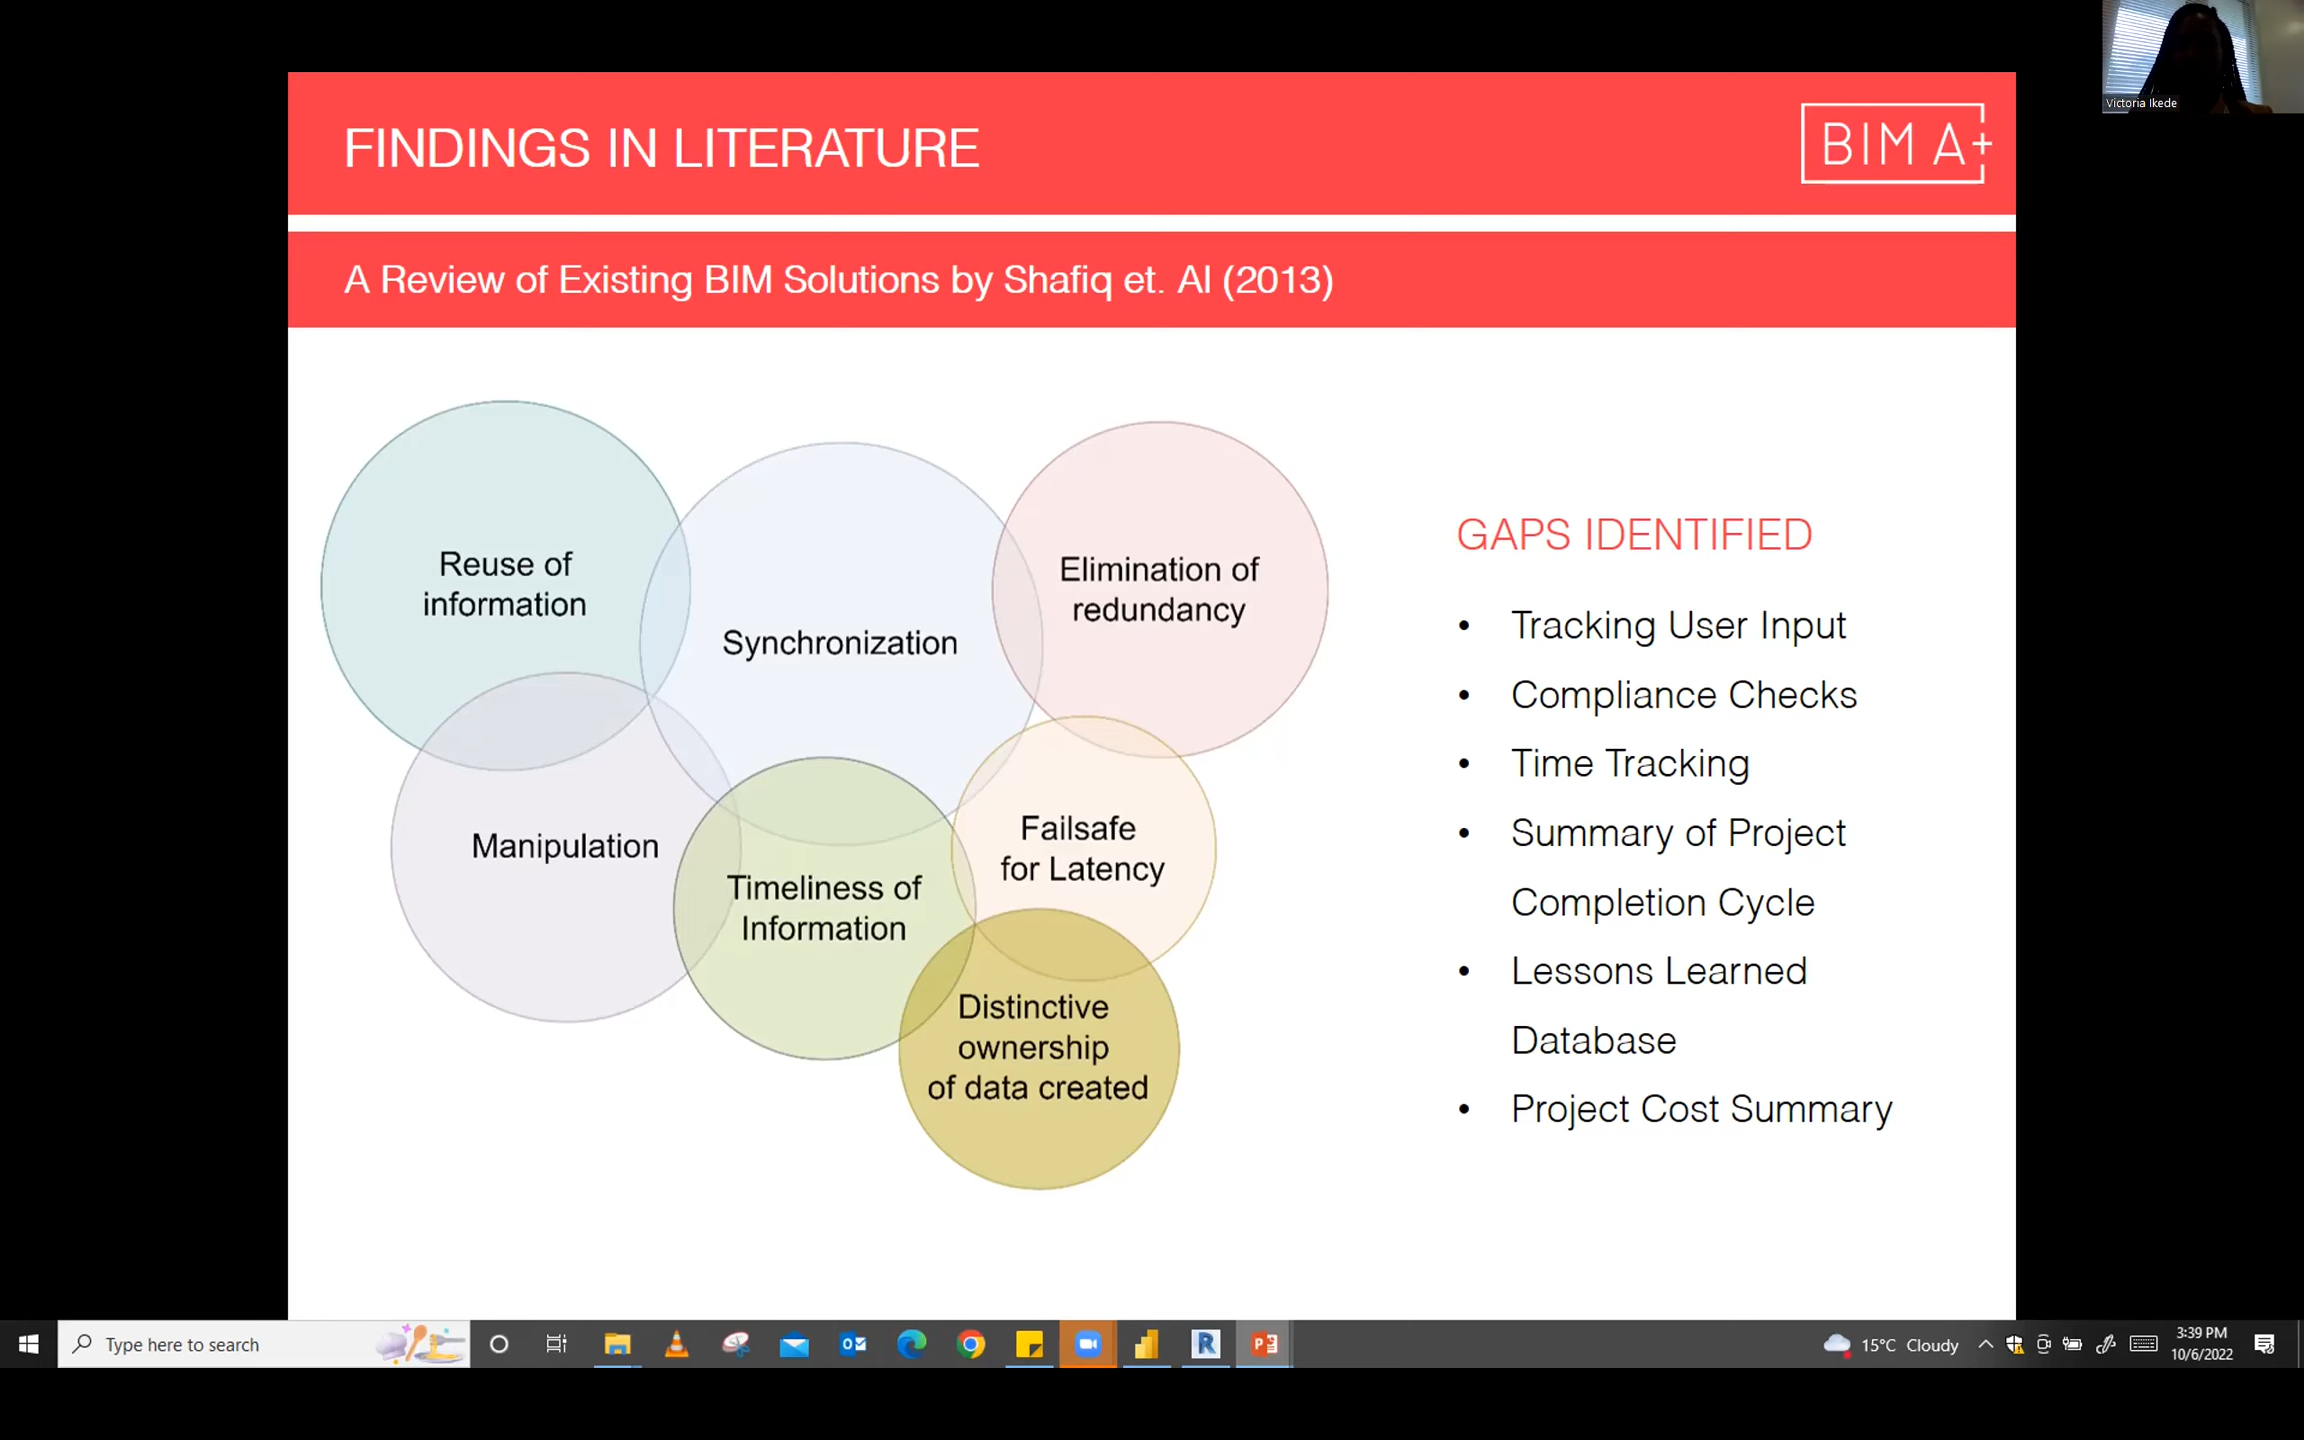 Victoria Ikede
FINDINGS IN LITERATURE
BIM A+
A Review of Existing BIM Solutions by Shafiq et. Al (2013)
Reuse of
information
Synchronization
Elimination of
redundancy
Manipulation
Timeliness of
Information
Failsafe
for Latency
Distinctive
ownership
of data created
GAPS IDENTIFIED
• Tracking User Input
• Compliance Checks
• Time Tracking
• Summary of Project
Completion Cycle
• Lessons Learned
Database
• Project Cost Summary
Type here to search
15°C Cloudy
3:39 PM
10/6/2022